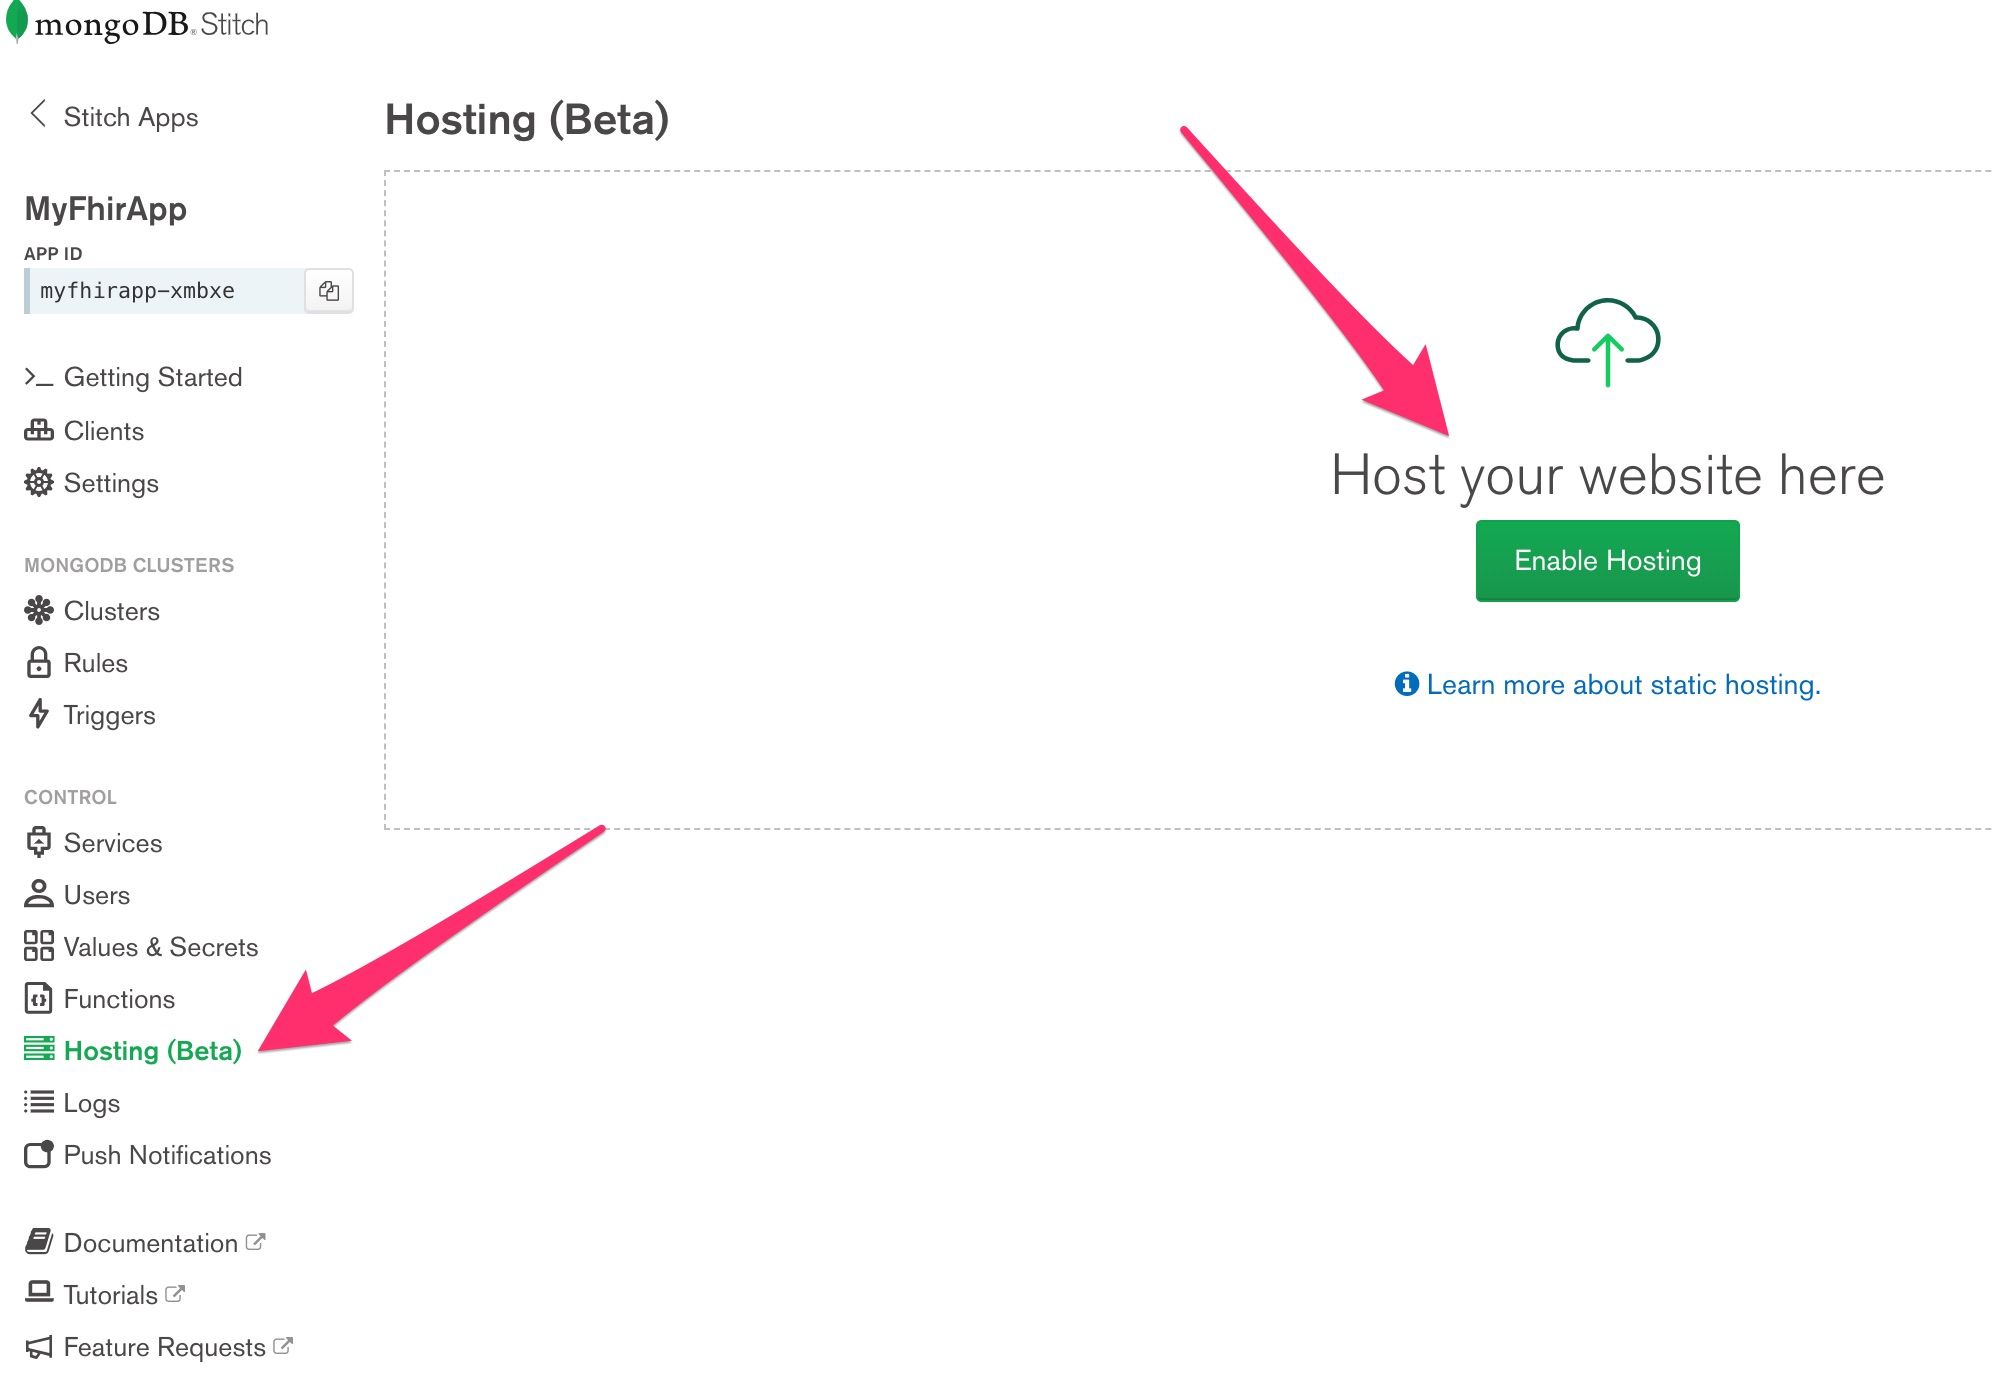 mongoDB® Stitch
Stitch Apps
Hosting (Beta)
MyFhirApp
APP ID
myfhirapp-xmbxe
Getting Started
Clients
Settings
MONGODB CLUSTERS
Clusters
Rules
Triggers
CONTROL
Services
Users
Values & Secrets
Functions
Hosting (Beta)
Logs
Push Notifications
Documentation
Tutorials
Feature Requests
Host your website here
Enable Hosting
Learn more about static hosting.